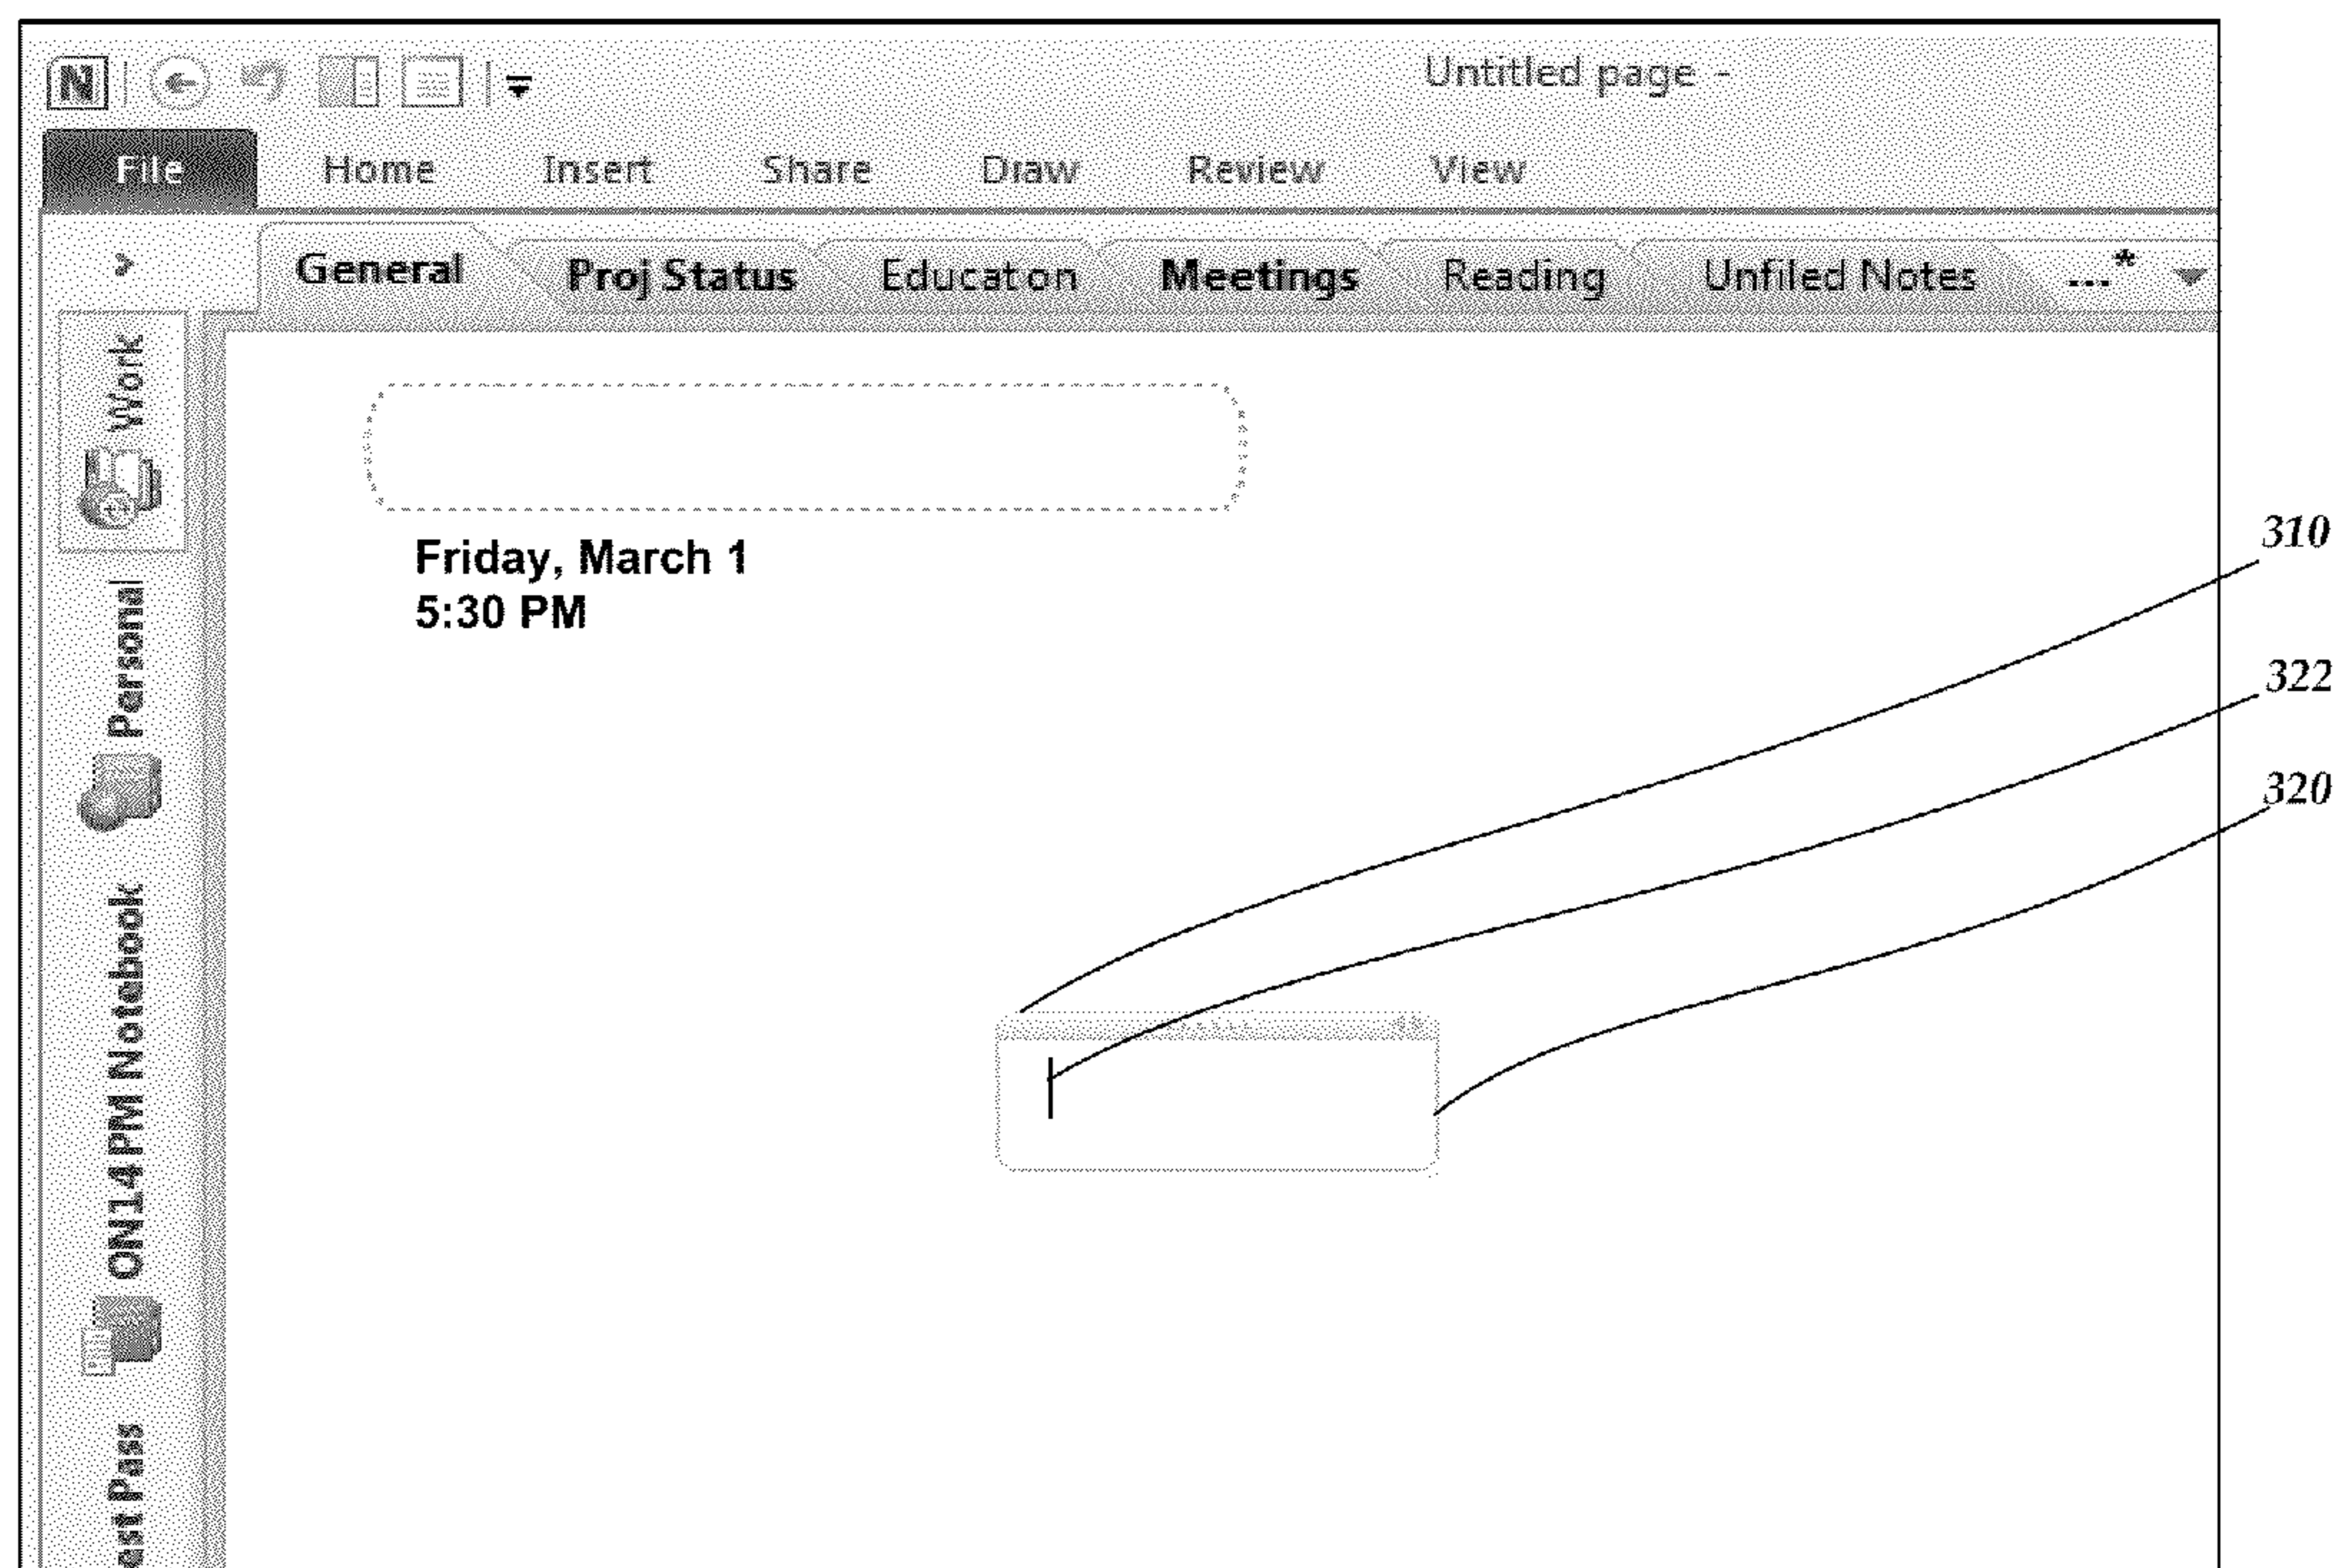 N
Untitled page -
File Home Insert Share Draw Review View
General Proj Status Educat on Meetings Reading Unfiled Notes ...*
Work
Friday, March 1
5:30 PM
310
Personal
322
320
ON14 PM Notebook
ast Pass